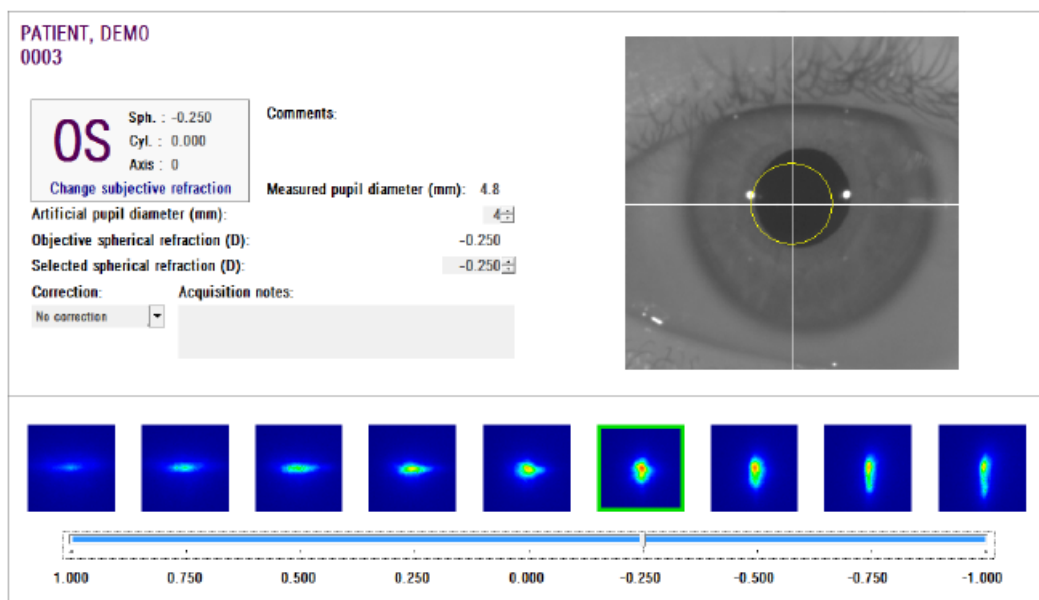 PATIENT, DEMO
0003
OS
Sph. : -0.250
Cyl. : 0.000
Axis : 0
Change subjective refraction
Comments:
Measured pupil diameter (mm): 4.8
Artificial pupil diameter (mm): 4
Objective spherical refraction (D): -0.250
Selected spherical refraction (D): -0.250
Correction: Acquisition notes:
No correction
1.000 0.750 0.500 0.250 0.000 -0.250 -0.500 -0.750 -1.000